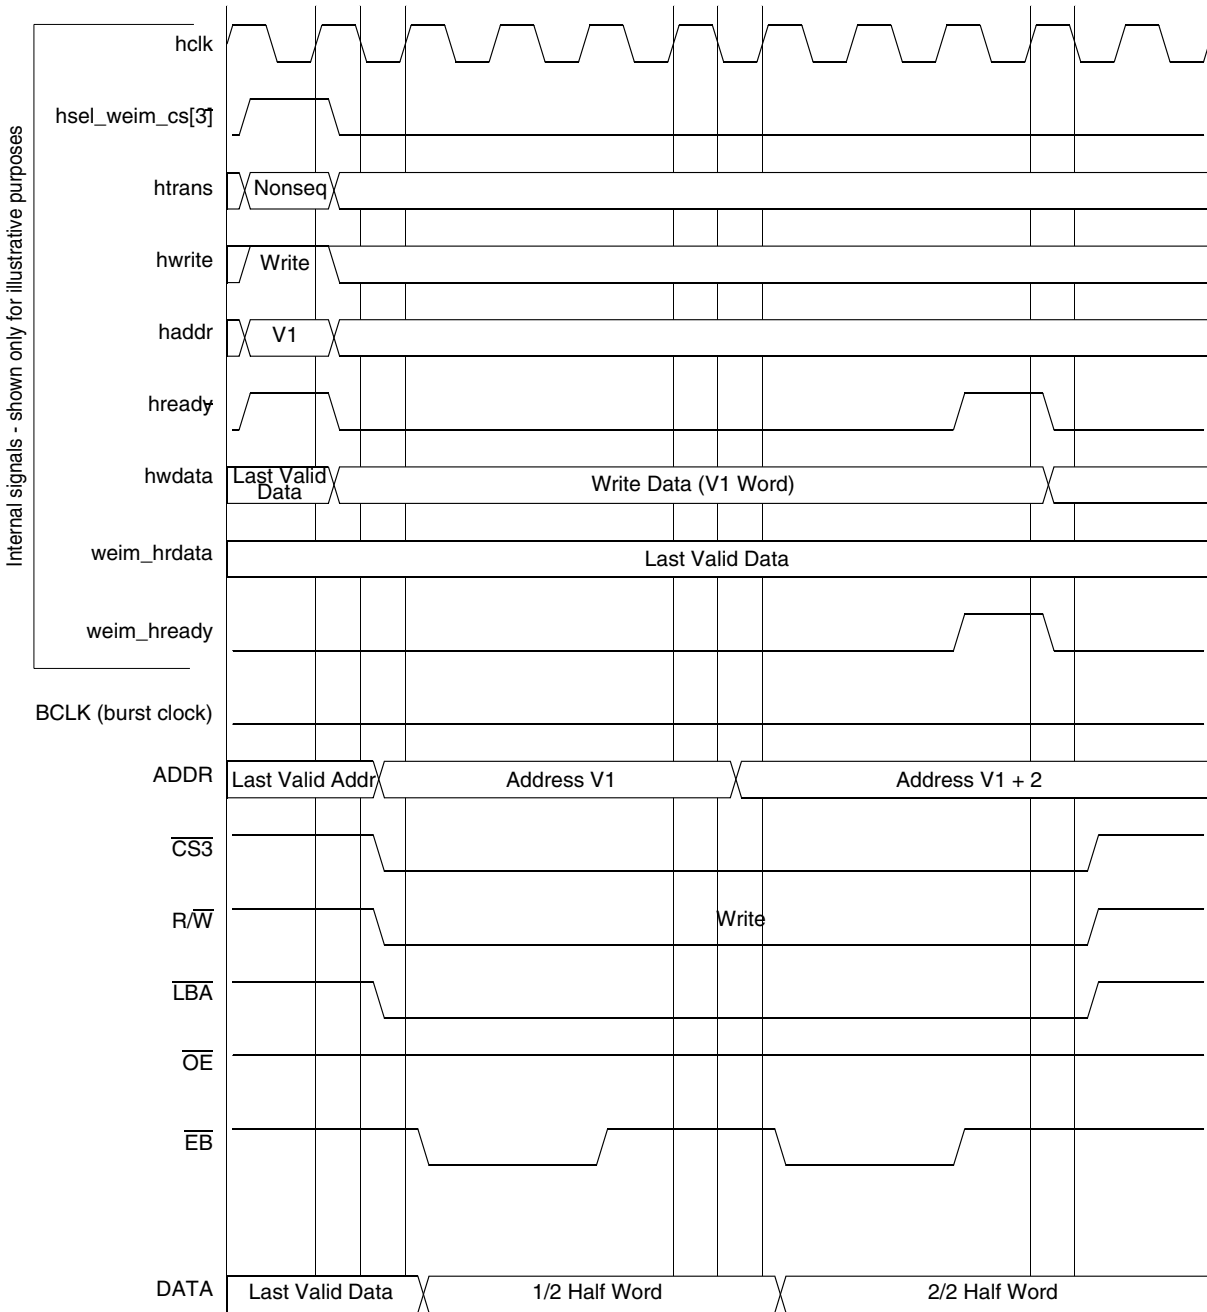 Internal signals - shown only for illustrative purposes
hclk
hsel_weim_cs[3]
htrans
Nonseq
hwrite
Write
haddr
V1
hready
hwdata
Last Valid
Data
Write Data (V1 Word)
weim_hrdata
Last Valid Data
weim_hready
BCLK (burst clock)
ADDR
Last Valid Addr
Address V1
Address V1 + 2
CS3
R/W
Write
LBA
OE
EB
DATA
Last Valid Data
1/2 Half Word
2/2 Half Word